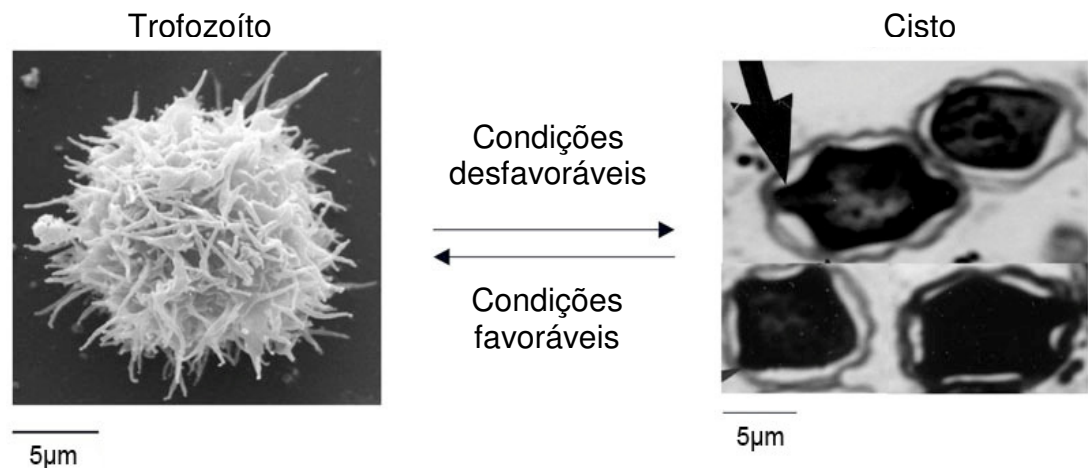 Trofozoíto
Cisto
Condições
desfavoráveis
Condições
favoráveis
5µm
5µm